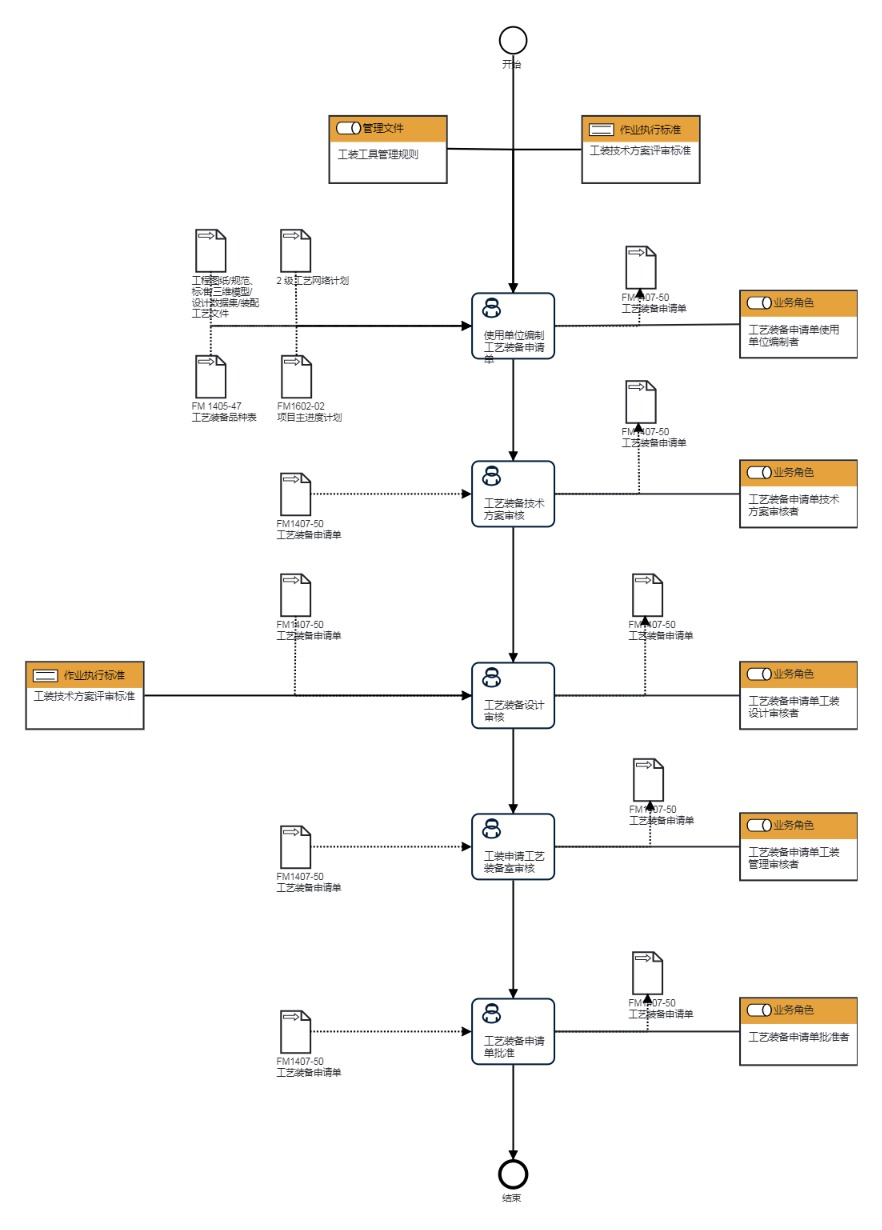 开始
管理文件
工装工具管理规则
作业执行标准
工装技术方案评审标准
工程图纸/规范、
标准/三维模型/
设计数据集/装配
工艺文件
2 级工艺网络计划
FM1407-50
工艺装备申请单
使用单位编制
工艺装备申请
单
业务角色
工艺装备申请单使用
单位编制者
FM 1405-47
工艺装备品种表
FM1602-02
项目主进度计划
FM1407-50
工艺装备申请单
FM1407-50
工艺装备申请单
工艺装备技术
方案审核
业务角色
工艺装备申请单技术
方案审核者
FM1407-50
工艺装备申请单
FM1407-50
工艺装备申请单
作业执行标准
工装技术方案评审标准
工艺装备设计
审核
业务角色
工艺装备申请单工装
设计审核者
FM1407-50
工艺装备申请单
FM1407-50
工艺装备申请单
工装申请工艺
装备室审核
业务角色
工艺装备申请单工装
管理审核者
FM1407-50
工艺装备申请单
FM1407-50
工艺装备申请单
工艺装备申请
单批准
业务角色
工艺装备申请单批准者
结束